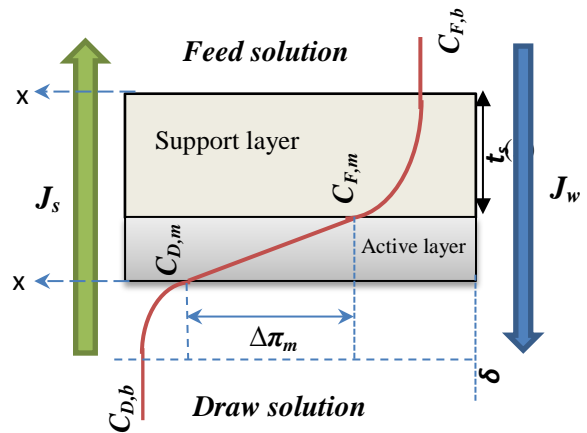 Feed solution
C_{F,b}
x
Support layer
t_s(
C_{F,m}
J_s
J_w
C_{D,m}
Active layer
x
Δπ_m
δ
C_{D,b}
Draw solution